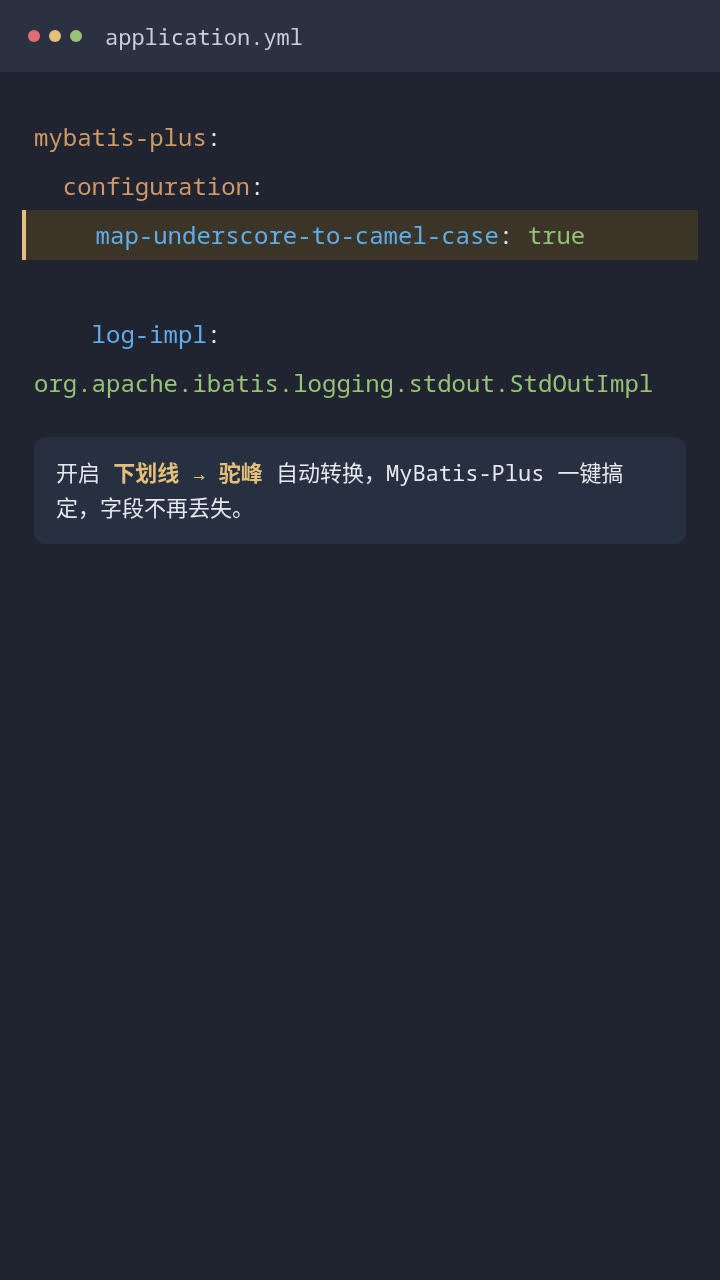 application.yml
mybatis-plus:
  configuration:
    map-underscore-to-camel-case: true
    log-impl:
org.apache.ibatis.logging.stdout.StdOutImpl
开启 下划线 → 驼峰 自动转换，MyBatis-Plus 一键搞
定，字段不再丢失。